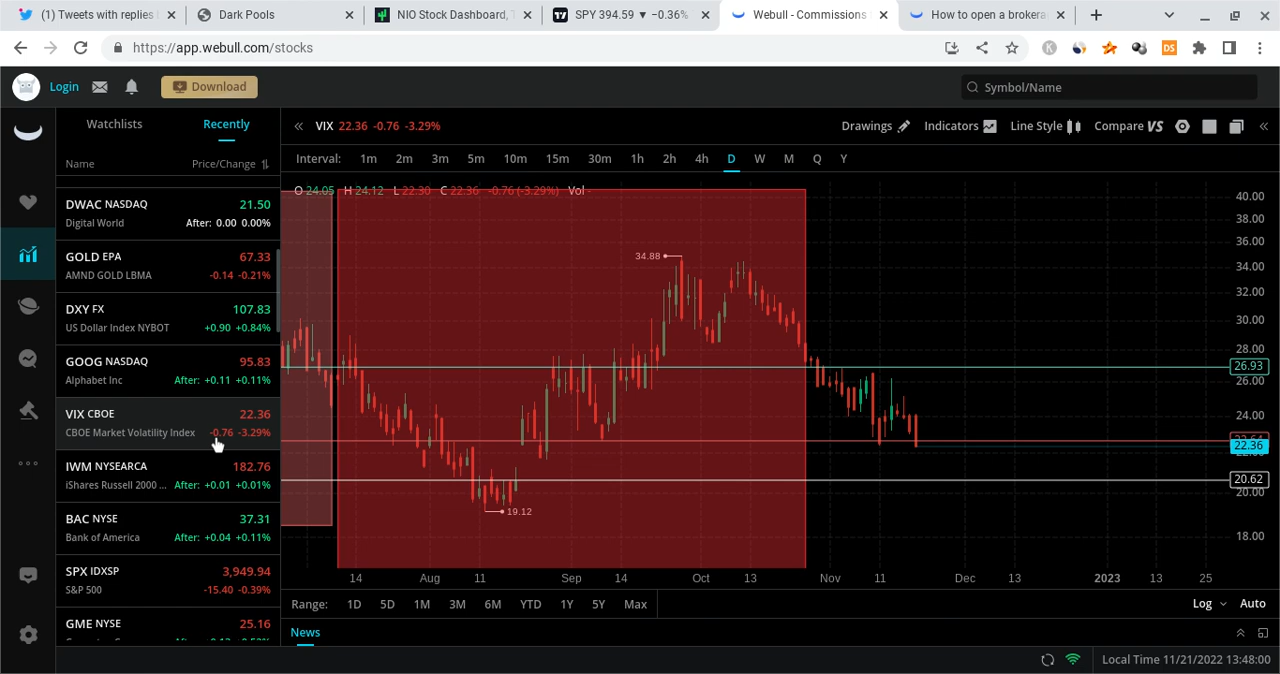 (1) Tweets with replies
Dark Pools
NIO Stock Dashboard,
SPY 394.59 ▼ −0.36%
Webull - Commissions
How to open a brokera
https://app.webull.com/stocks
DS
Login
Download
Symbol/Name
Watchlists
Recently
Name
Price/Change
DWAC NASDAQ 21.50
Digital World After: 0.00 0.00%
GOLD EPA 67.33
AMND GOLD LBMA -0.14 -0.21%
DXY FX 107.83
US Dollar Index NYBOT +0.90 +0.84%
GOOG NASDAQ 95.83
Alphabet Inc After: +0.11 +0.11%
VIX CBOE 22.36
CBOE Market Volatility Index -0.76 -3.29%
IWM NYSEARCA 182.76
iShares Russell 2000 ... After: +0.01 +0.01%
BAC NYSE 37.31
Bank of America After: +0.04 +0.11%
SPX IDXSP 3,949.94
S&P 500 -15.40 -0.39%
GME NYSE 25.16
VIX 22.36 -0.76 -3.29%
Drawings Indicators Line Style Compare VS
Interval: 1m 2m 3m 5m 10m 15m 30m 1h 2h 4h D W M Q Y
O 24.05 H 24.12 L 22.30 C 22.36 -0.76 (-3.29%) Vol -
34.88
19.12
40.00
38.00
36.00
34.00
32.00
30.00
28.00
26.93
26.00
24.00
22.36
20.62
20.00
18.00
14 Aug 11 Sep 14 Oct 13 Nov 11 Dec 13 2023 13 25
Range: 1D 5D 1M 3M 6M YTD 1Y 5Y Max
Log Auto
News
Local Time 11/21/2022 13:48:00